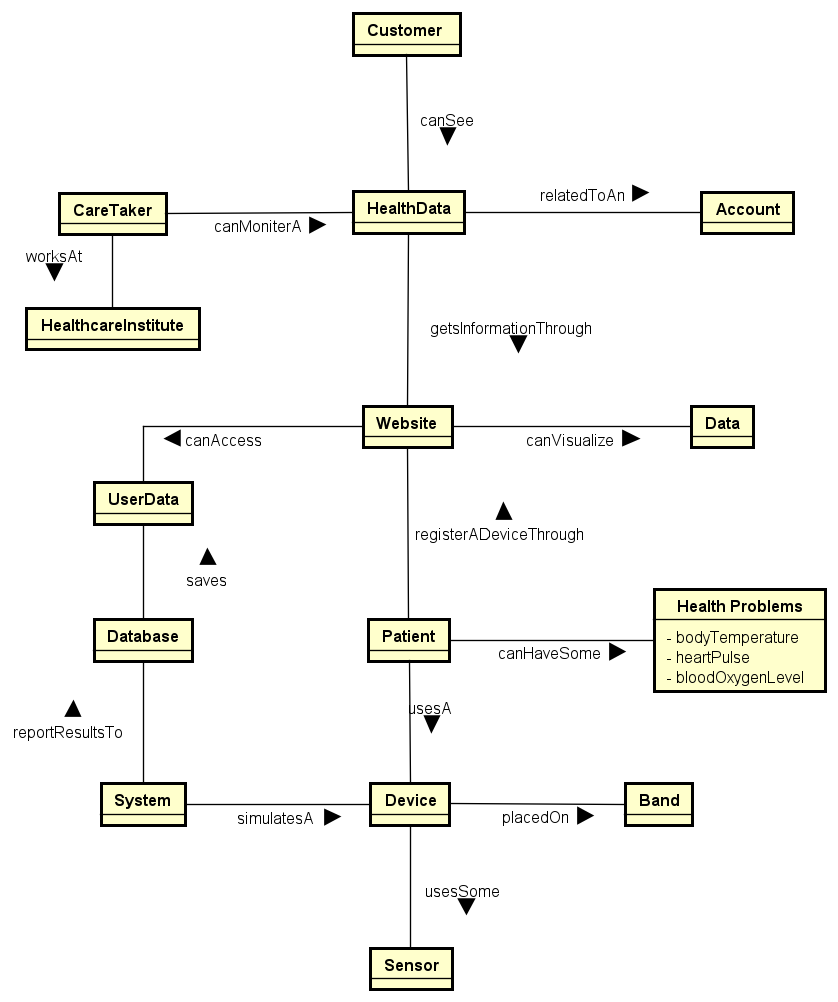 Customer
canSee
CareTaker
canMoniterA
HealthData
relatedToAn
Account
worksAt
HealthcareInstitute
getsInformationThrough
Website
canAccess
canVisualize
Data
UserData
registerADeviceThrough
saves
Database
Patient
canHaveSome
Health Problems
- bodyTemperature
- heartPulse
- bloodOxygenLevel
usesA
reportResultsTo
System
simulatesA
Device
placedOn
Band
usesSome
Sensor